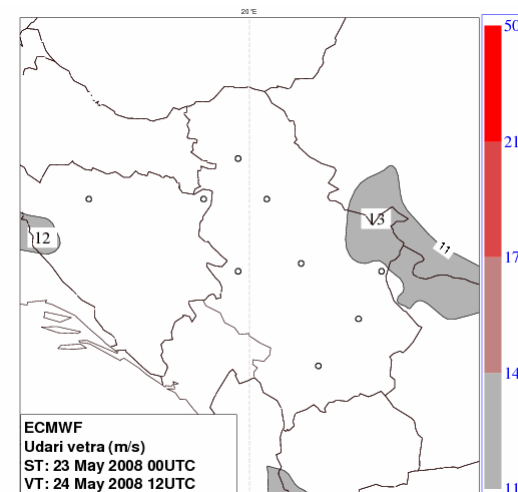 20°E
50
21
13
12
11
17
14
11
ECMWF
Udari vetra (m/s)
ST: 23 May 2008 00UTC
VT: 24 May 2008 12UTC